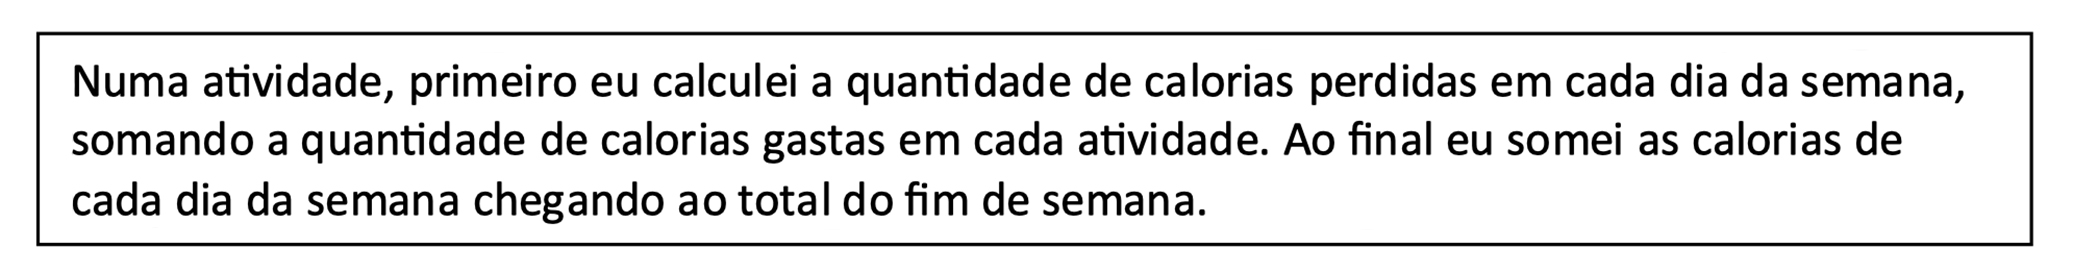 Numa atividade, primeiro eu calculei a quantidade de calorias perdidas em cada dia da semana,
somando a quantidade de calorias gastas em cada atividade. Ao final eu somei as calorias de
cada dia da semana chegando ao total do fim de semana.